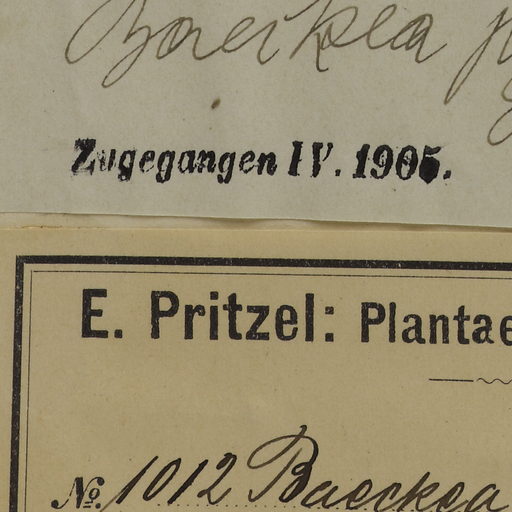 Baeckea
Zugegangen IV. 1905.
E. Pritzel: Plantae
No. 1012 Baeckea